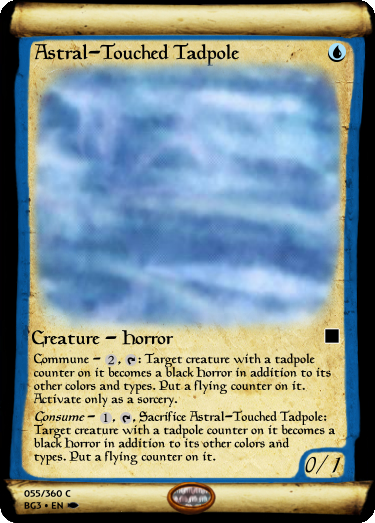 Astral-Touched Tadpole
Creature - Horror
Commune - 2, : Target creature with a tadpole
counter on it becomes a black Horror in addition to its
other colors and types. Put a flying counter on it.
Activate only as a sorcery.
Consume - 1, , Sacrifice Astral-Touched Tadpole:
Target creature with a tadpole counter on it becomes a
black Horror in addition to its other colors and
types. Put a flying counter on it.
0/1
055/360 C
BG3 • EN